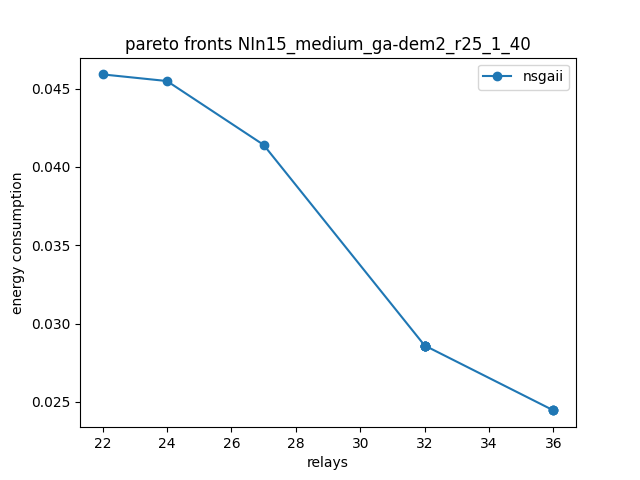 pareto fronts NIn15_medium_ga-dem2_r25_1_40
nsgaii
0.045
0.040
0.035
0.030
0.025
energy consumption
22 24 26 28 30 32 34 36
relays